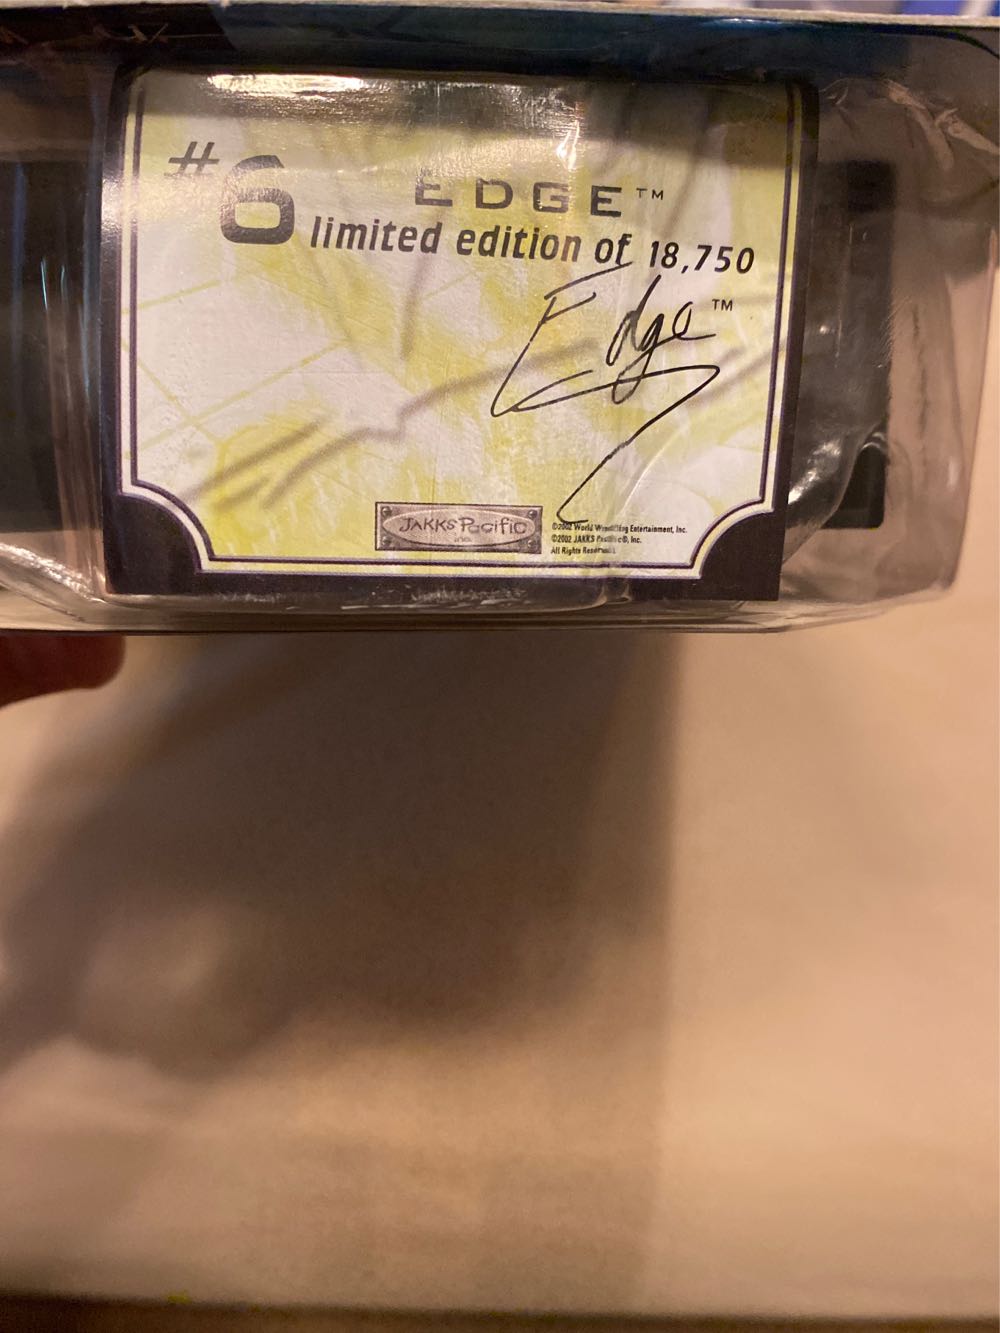 #6 EDGE™
limited edition of 18,750
Edge™
JAKKS Pacific
INC.
©2002 World Wrestling Entertainment, Inc.
©2002 JAKKS Pacific®, Inc.
All Rights Reserved.